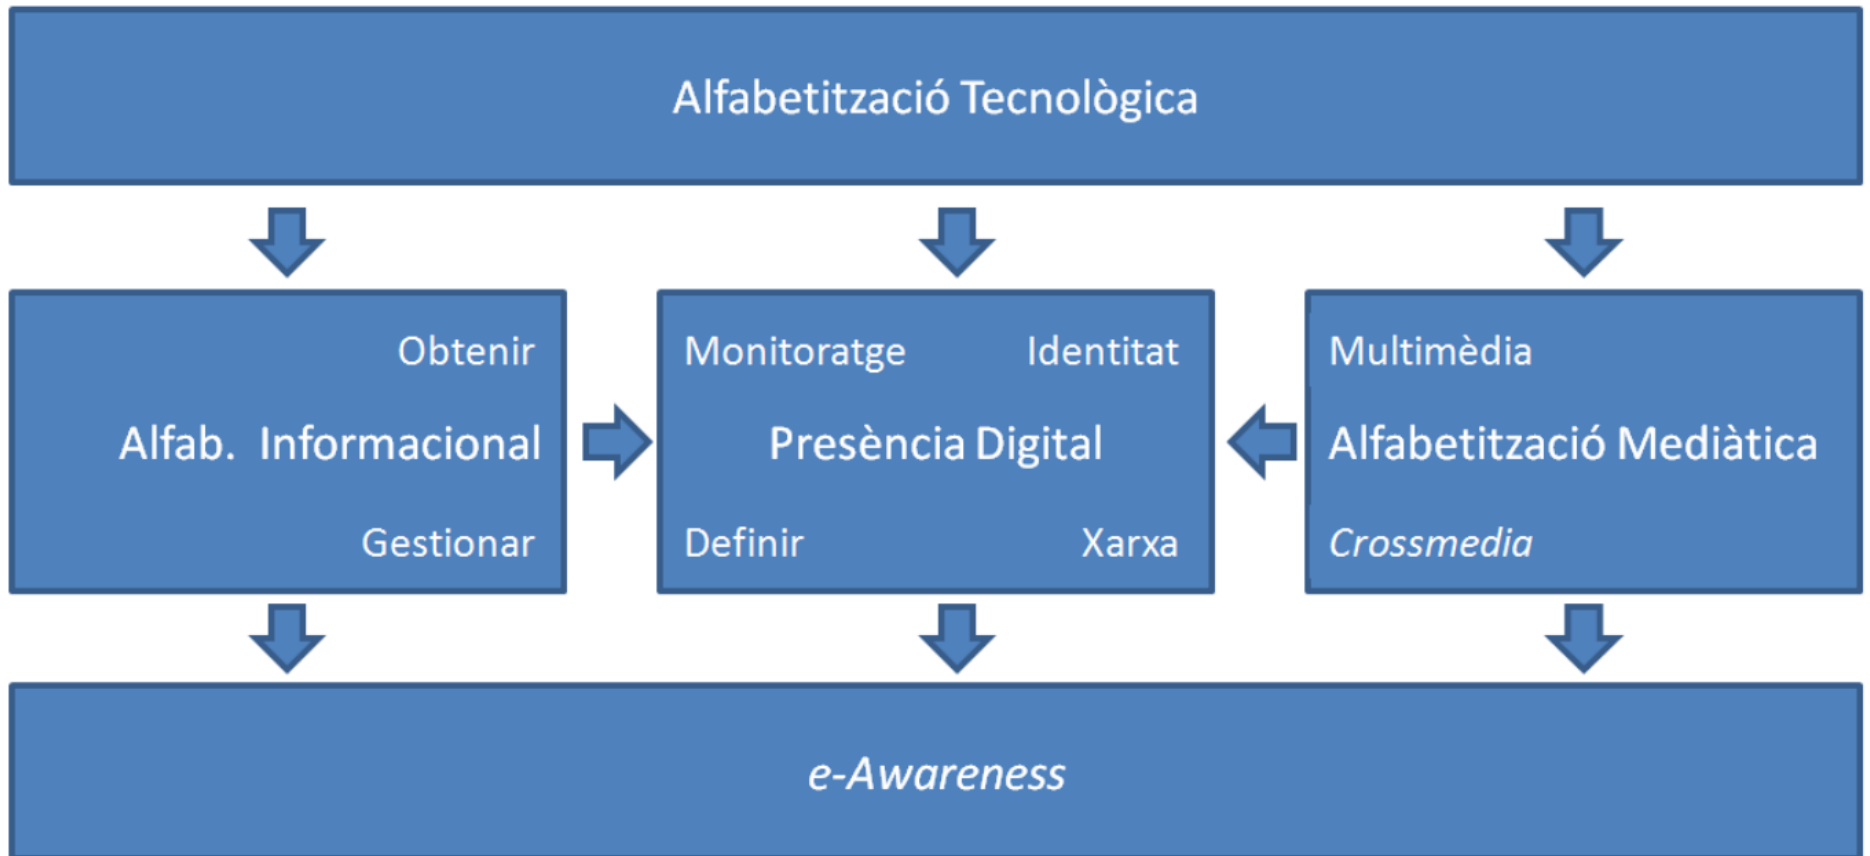 Alfabetització Tecnològica
Obtenir
Alfab. Informacional
Gestionar
Monitoratge Identitat
Presència Digital
Definir Xarxa
Multimèdia
Alfabetització Mediàtica
Crossmedia
e-Awareness